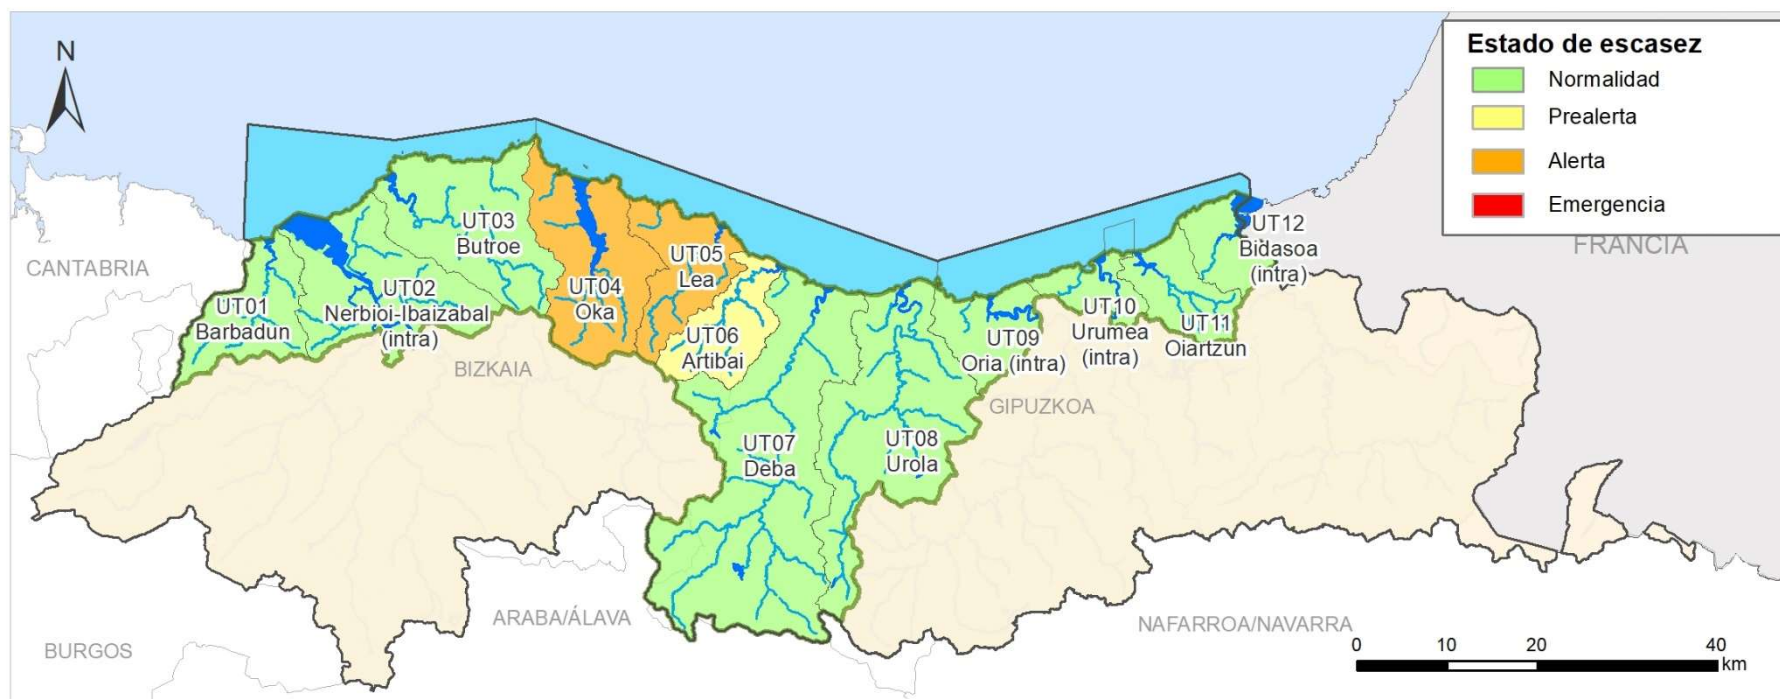 N
Estado de escasez
Normalidad
Prealerta
Alerta
Emergencia
FRANCIA
CANTABRIA
UT01
Barbadun
UT02
Nerbioi-Ibaizabal
(intra)
UT03
Butroe
UT04
Oka
UT05
Lea
UT06
Artibai
UT07
Deba
UT08
Urola
UT09
Oria (intra)
UT10
Urumea
(intra)
UT11
Oiartzun
UT12
Bidasoa
(intra)
BIZKAIA
GIPUZKOA
ARABA/ÁLAVA
BURGOS
NAFARROA/NAVARRA
0 10 20 40
km